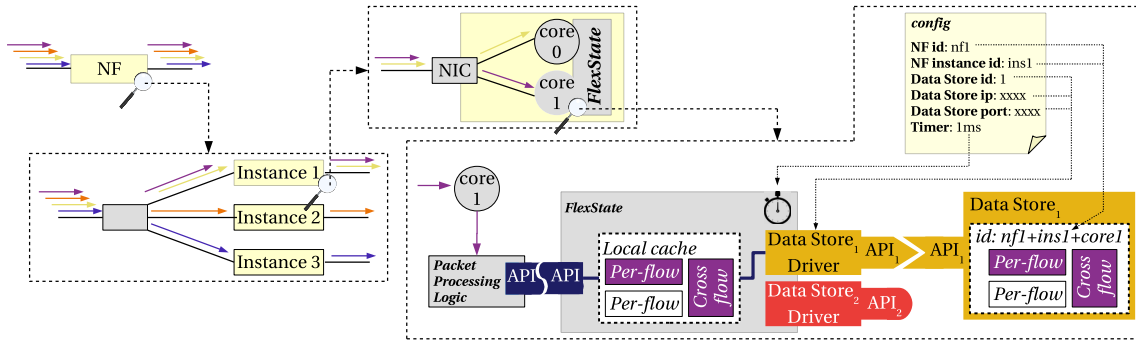 NF
Instance 1
Instance 2
Instance 3
NIC
core
0
core
1
FlexState
config
NF id: nf1
NF instance id: ins1
Data Store id: 1
Data Store ip: xxxx
Data Store port: xxxx
Timer: 1ms
core
1
Packet
Processing
Logic
API
API
FlexState
Local cache
Per-flow
Per-flow
Cross
flow
Data Store1
Driver
API1
API1
Data Store2
Driver
API2
Data Store1
id: nf1+ins1+core1
Per-flow
Per-flow
Cross
flow